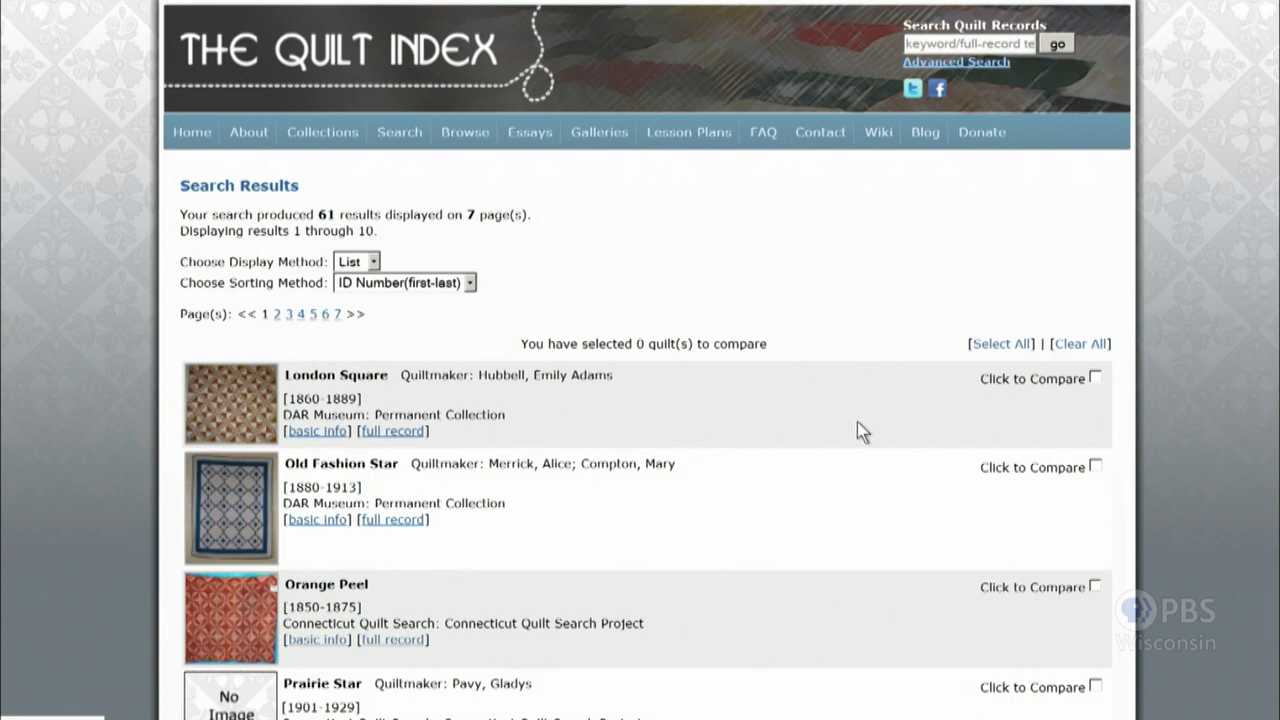 THE QUILT INDEX
Search Quilt Records
keyword/full-record te go
Advanced Search
Home About Collections Search Browse Essays Galleries Lesson Plans FAQ Contact Wiki Blog Donate
Search Results
Your search produced 61 results displayed on 7 page(s).
Displaying results 1 through 10.
Choose Display Method: List
Choose Sorting Method: ID Number(first-last)
Page(s): << 1 2 3 4 5 6 7 >>
You have selected 0 quilt(s) to compare [Select All] | [Clear All]
London Square Quiltmaker: Hubbell, Emily Adams Click to Compare
[1860-1889]
DAR Museum: Permanent Collection
[basic info] [full record]
Old Fashion Star Quiltmaker: Merrick, Alice; Compton, Mary Click to Compare
[1880-1913]
DAR Museum: Permanent Collection
[basic info] [full record]
Orange Peel Click to Compare
[1850-1875]
Connecticut Quilt Search: Connecticut Quilt Search Project
[basic info] [full record]
No Image
Prairie Star Quiltmaker: Pavy, Gladys Click to Compare
[1901-1929]
PBS
Wisconsin